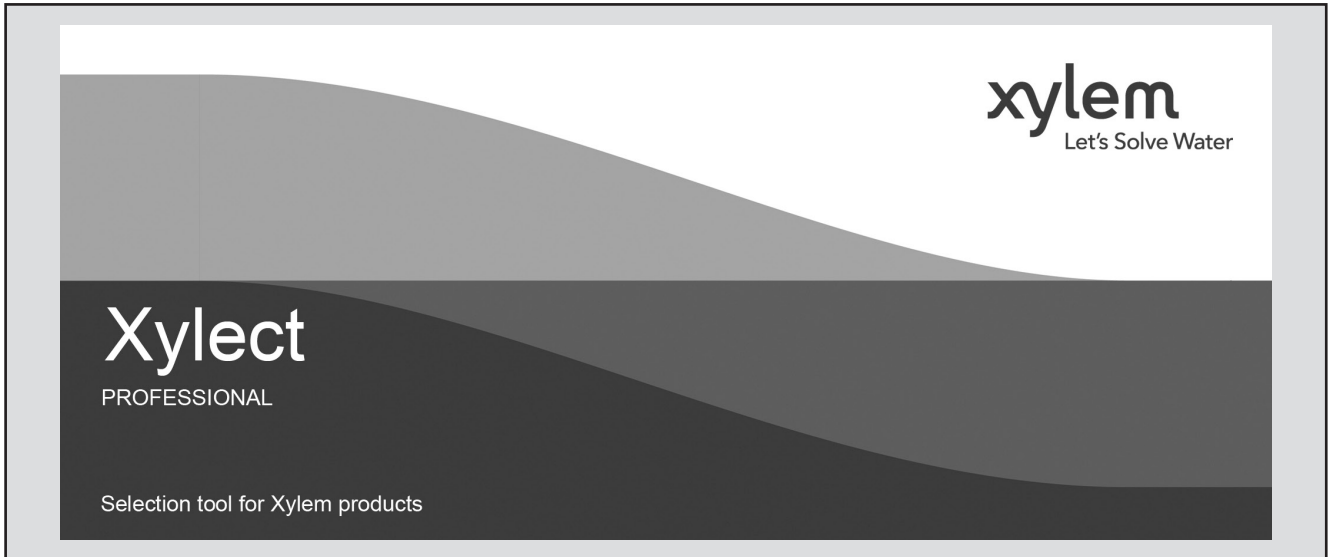 xylem
Let's Solve Water
Xylect
PROFESSIONAL
Selection tool for Xylem products